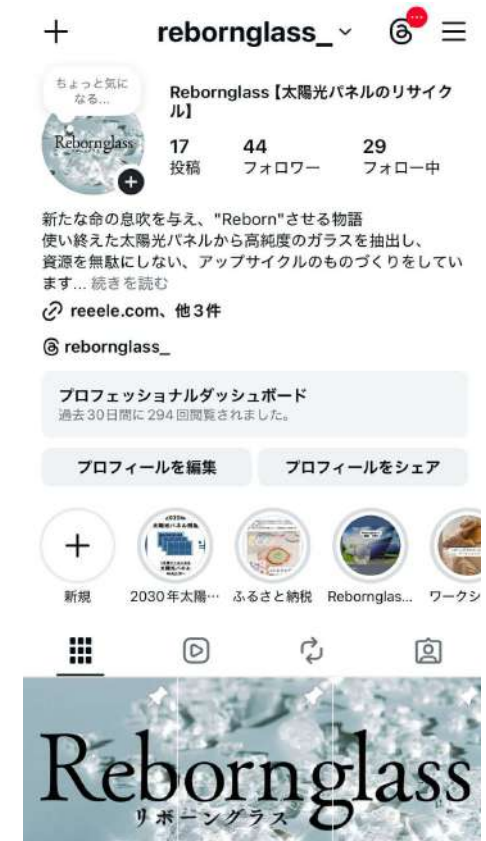 rebornglass_
ちょっと気に
なる...
Rebornglass
Rebornglass【太陽光パネルのリサイク
ル】
17 44 29
投稿 フォロワー フォロー中
新たな命の息吹を与え、"Reborn"させる物語
使い終えた太陽光パネルから高純度のガラスを抽出し、
資源を無駄にしない、アップサイクルのものづくりをしてい
ます... 続きを読む
reeele.com、他3件
rebornglass_
プロフェッショナルダッシュボード
過去30日間に294回閲覧されました。
プロフィールを編集 プロフィールをシェア
2030年
新規 2030年太陽… ふるさと納税 Rebornglas... ワークシ
Rebornglass
リボーングラス